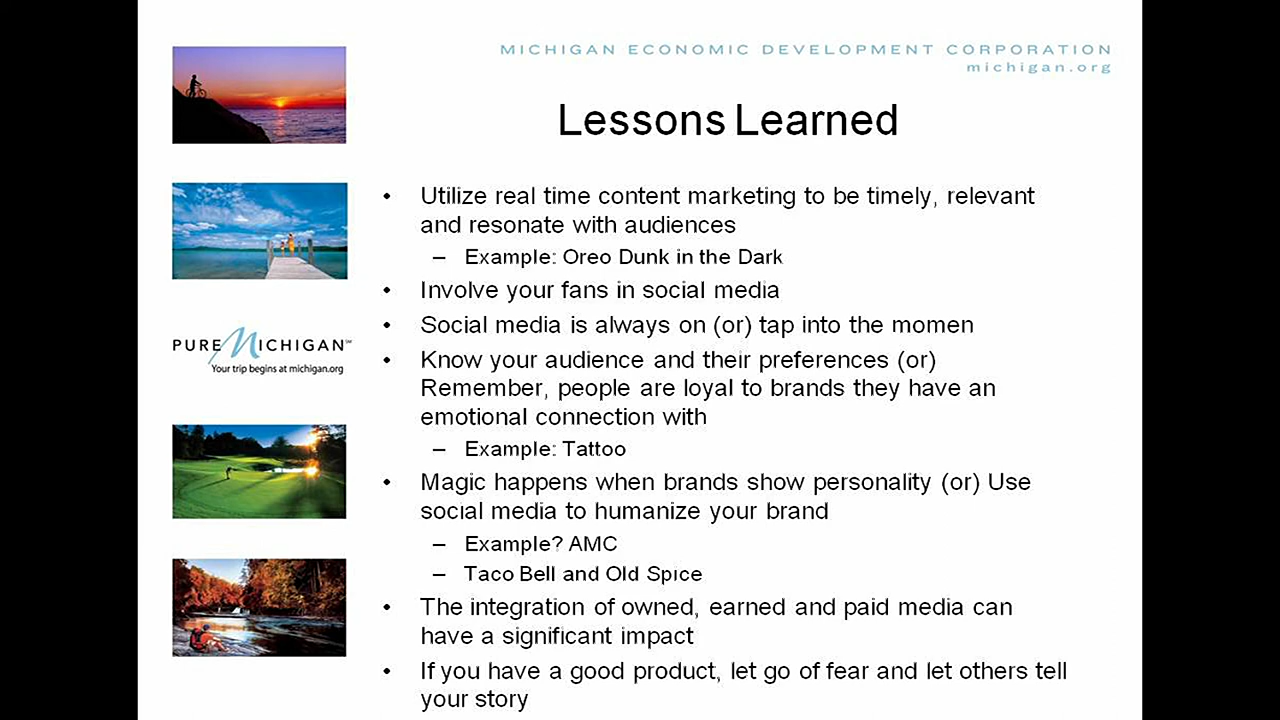 MICHIGAN ECONOMIC DEVELOPMENT CORPORATION
michigan.org
Lessons Learned
• Utilize real time content marketing to be timely, relevant
and resonate with audiences
– Example: Oreo Dunk in the Dark
• Involve your fans in social media
• Social media is always on (or) tap into the momen
• Know your audience and their preferences (or)
Remember, people are loyal to brands they have an
emotional connection with
– Example: Tattoo
• Magic happens when brands show personality (or) Use
social media to humanize your brand
– Example? AMC
– Taco Bell and Old Spice
• The integration of owned, earned and paid media can
have a significant impact
• If you have a good product, let go of fear and let others tell
your story
PURE MICHIGAN℠
Your trip begins at michigan.org